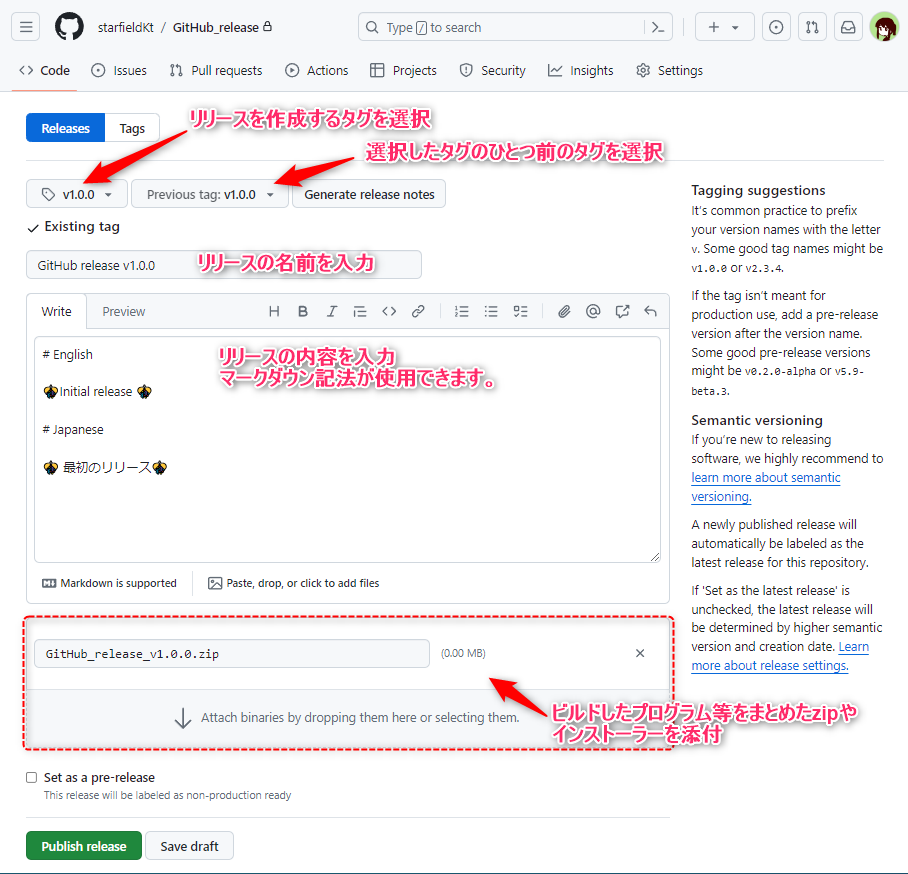 starfieldKt / GitHub_release
Type / to search
Code Issues Pull requests Actions Projects Security Insights Settings
Releases Tags
リリースを作成するタグを選択
選択したタグのひとつ前のタグを選択
v1.0.0 Previous tag: v1.0.0 Generate release notes
Existing tag
GitHub release v1.0.0
リリースの名前を入力
Write Preview
# English
Initial release
# Japanese
最初のリリース
リリースの内容を入力
マークダウン記法が使用できます。
Markdown is supported
Paste, drop, or click to add files
GitHub_release_v1.0.0.zip (0.00 MB)
Attach binaries by dropping them here or selecting them.
ビルドしたプログラム等をまとめたzipや
インストーラーを添付
Set as a pre-release
This release will be labeled as non-production ready
Publish release Save draft
Tagging suggestions
It's common practice to prefix
your version names with the letter
v. Some good tag names might be
v1.0.0 or v2.3.4.
If the tag isn't meant for
production use, add a pre-release
version after the version name.
Some good pre-release versions
might be v0.2.0-alpha or v5.9-
beta.3.
Semantic versioning
If you're new to releasing
software, we highly recommend to
learn more about semantic
versioning.
A newly published release will
automatically be labeled as the
latest release for this repository.
If 'Set as the latest release' is
unchecked, the latest release will
be determined by higher semantic
version and creation date. Learn
more about release settings.